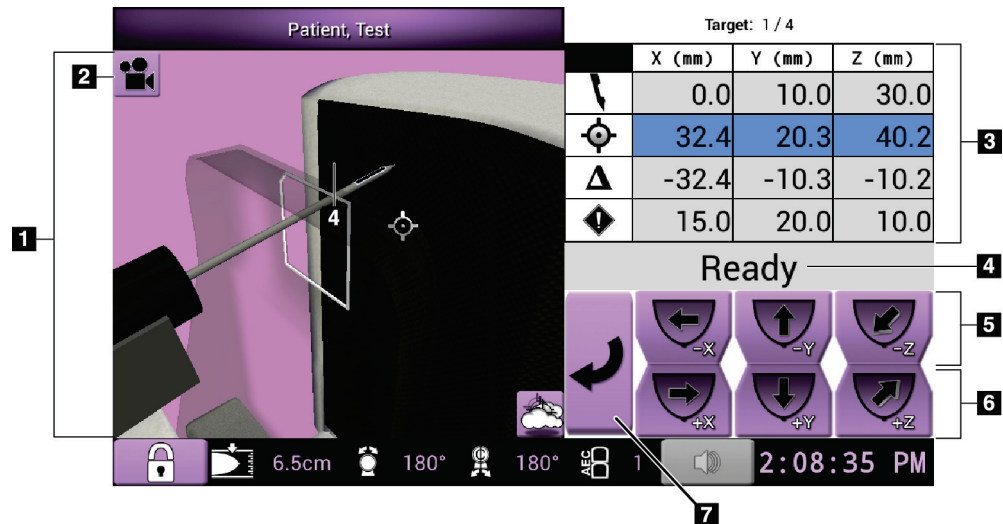 Patient, Test
Target: 1 / 4
X (mm) Y (mm) Z (mm)
0.0 10.0 30.0
32.4 20.3 40.2
Δ -32.4 -10.3 -10.2
! 15.0 20.0 10.0
Ready
4
-X -Y -Z
+X +Y +Z
6.5cm 180° 180° AEC 1 2:08:35 PM
1
2
3
4
5
6
7